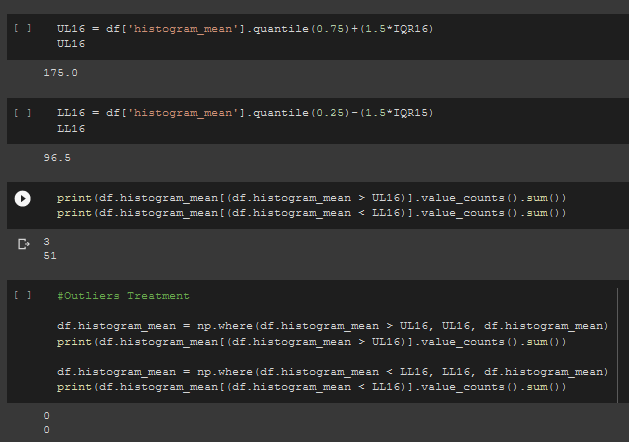 [ ] UL16 = df['histogram_mean'].quantile(0.75)+(1.5*IQR16)
UL16
175.0
[ ] LL16 = df['histogram_mean'].quantile(0.25)-(1.5*IQR15)
LL16
96.5
print(df.histogram_mean[(df.histogram_mean > UL16)].value_counts().sum())
print(df.histogram_mean[(df.histogram_mean < LL16)].value_counts().sum())
3
51
[ ] #Outliers Treatment
df.histogram_mean = np.where(df.histogram_mean > UL16, UL16, df.histogram_mean)
print(df.histogram_mean[(df.histogram_mean > UL16)].value_counts().sum())
df.histogram_mean = np.where(df.histogram_mean < LL16, LL16, df.histogram_mean)
print(df.histogram_mean[(df.histogram_mean < LL16)].value_counts().sum())
0
0